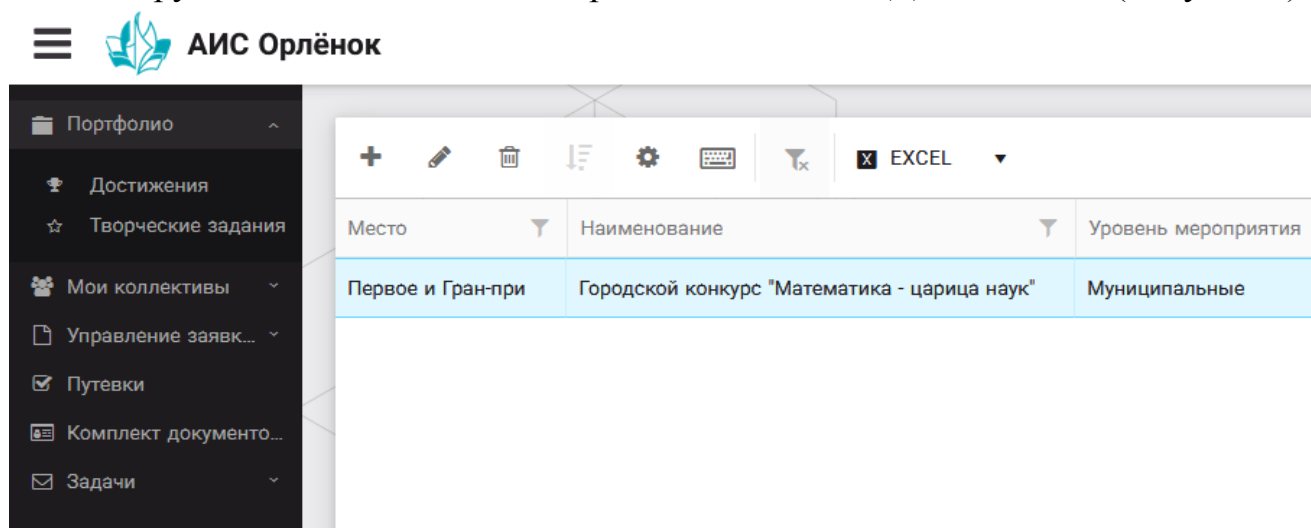 АИС Орлёнок
Портфолио
Достижения
Творческие задания
Мои коллективы
Управление заявк...
Путевки
Комплект документо...
Задачи
X EXCEL
Место Наименование Уровень мероприятия
Первое и Гран-при Городской конкурс "Математика - царица наук" Муниципальные